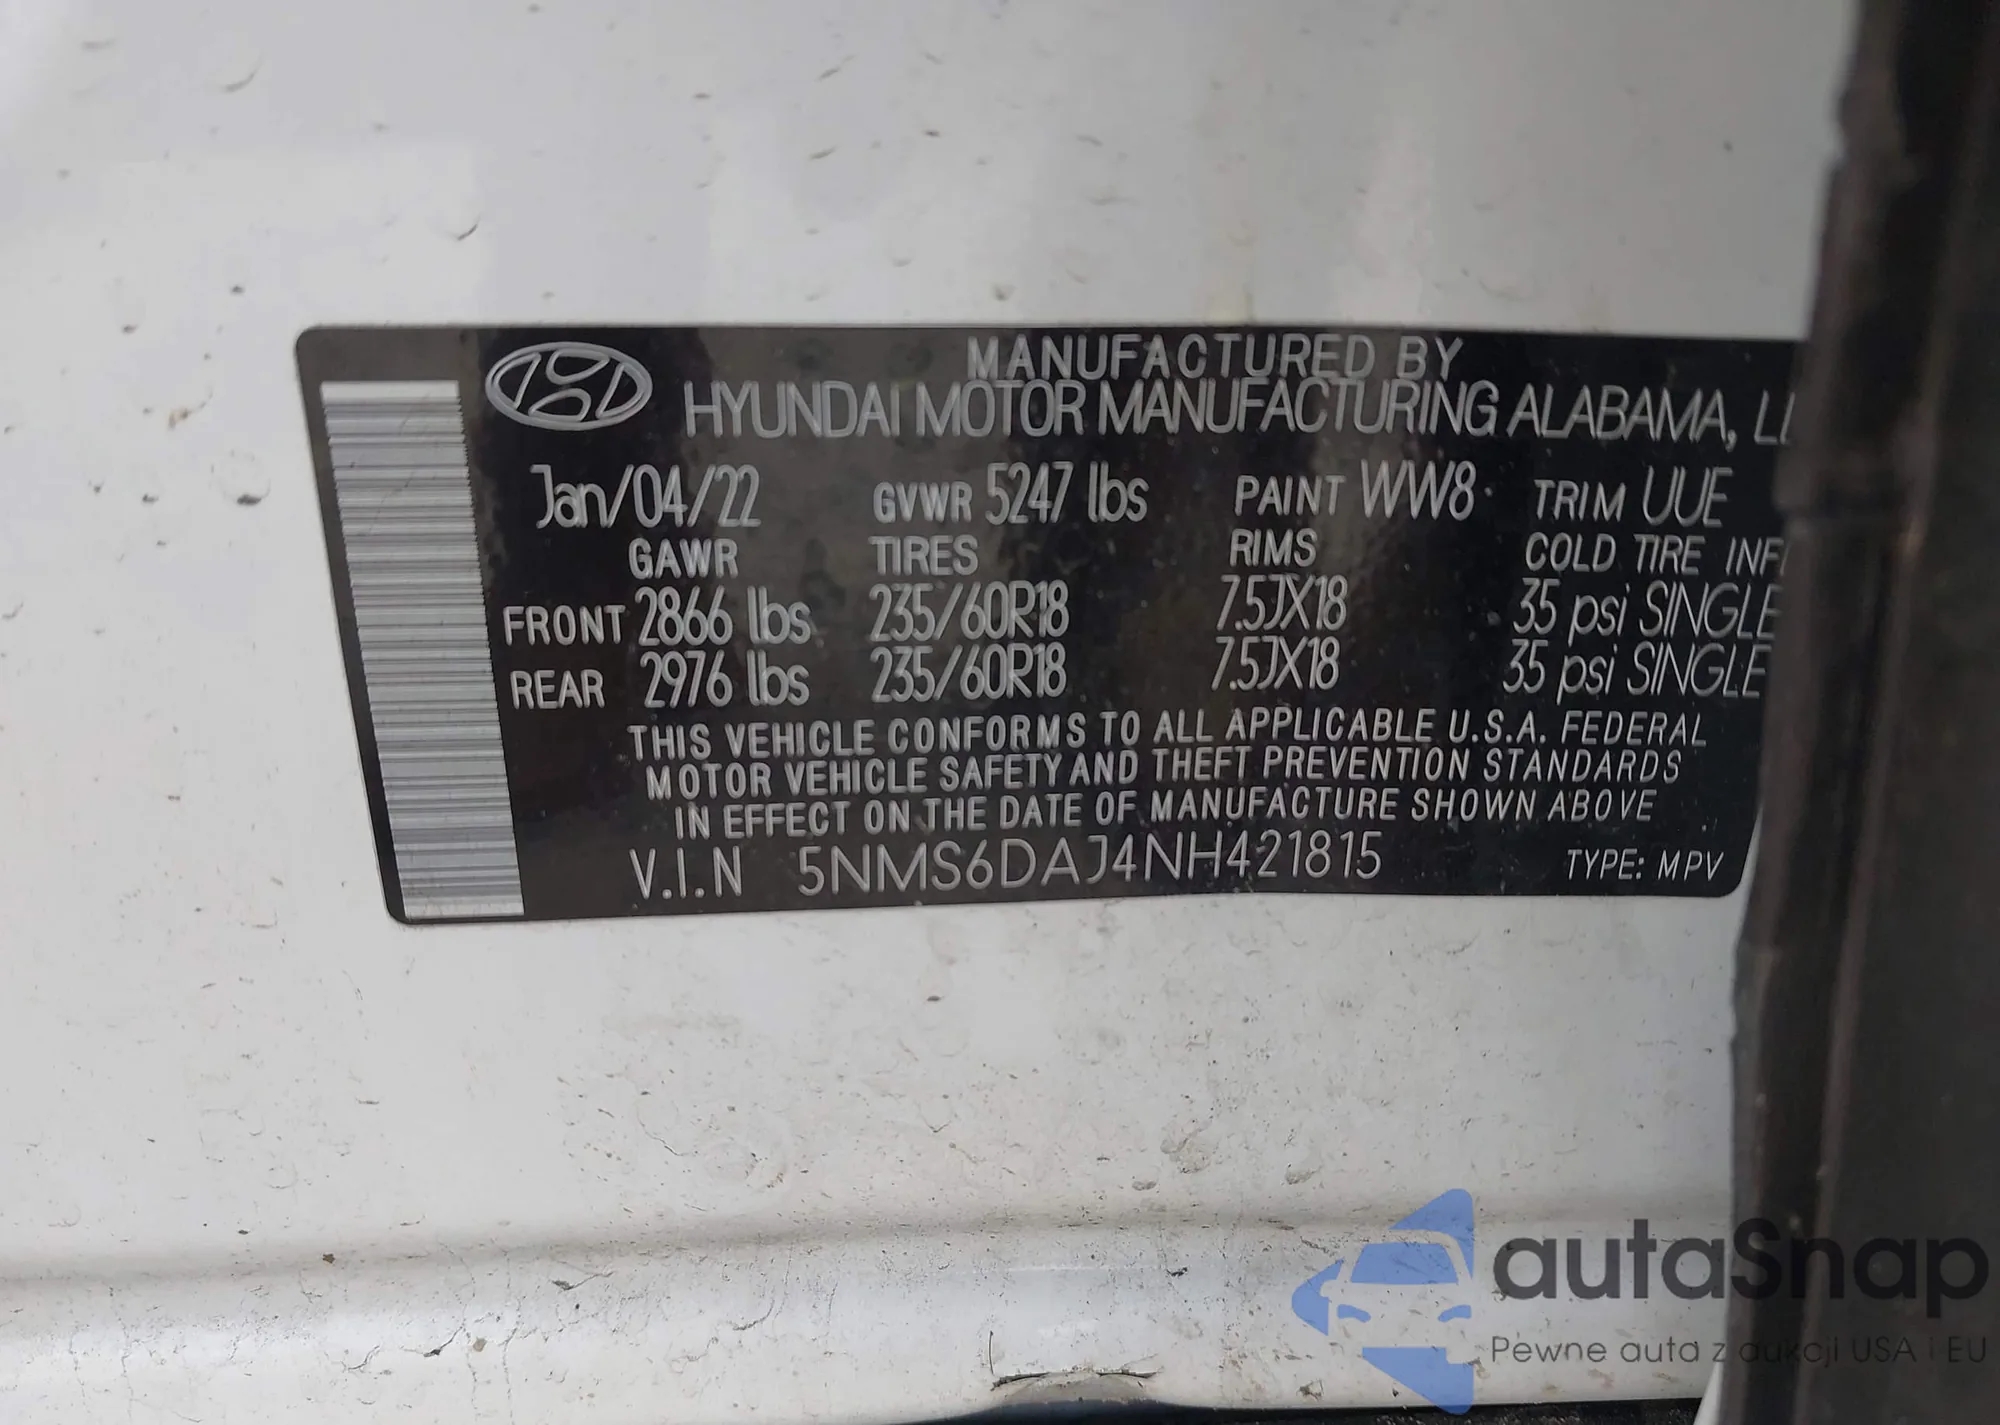 MANUFACTURED BY
HYUNDAI MOTOR MANUFACTURING ALABAMA,
Jan/04/22 GVWR 5247 lbs PAINT WW8 TRIM UUE
GAWR TIRES RIMS COLD TIRE
FRONT 2866 lbs 235/60R18 7.5JX18 35 psi SINGLE
REAR 2976 lbs 235/60R18 7.5JX18 35 psi SINGLE
THIS VEHICLE CONFORMS TO ALL APPLICABLE U.S.A. FEDERAL
MOTOR VEHICLE SAFETY AND THEFT PREVENTION STANDARDS
IN EFFECT ON THE DATE OF MANUFACTURE SHOWN ABOVE
V.I.N 5NMS6DAJ4NH421815 TYPE: MPV
autaSnap
Pewne auta z aukcji USA i EU